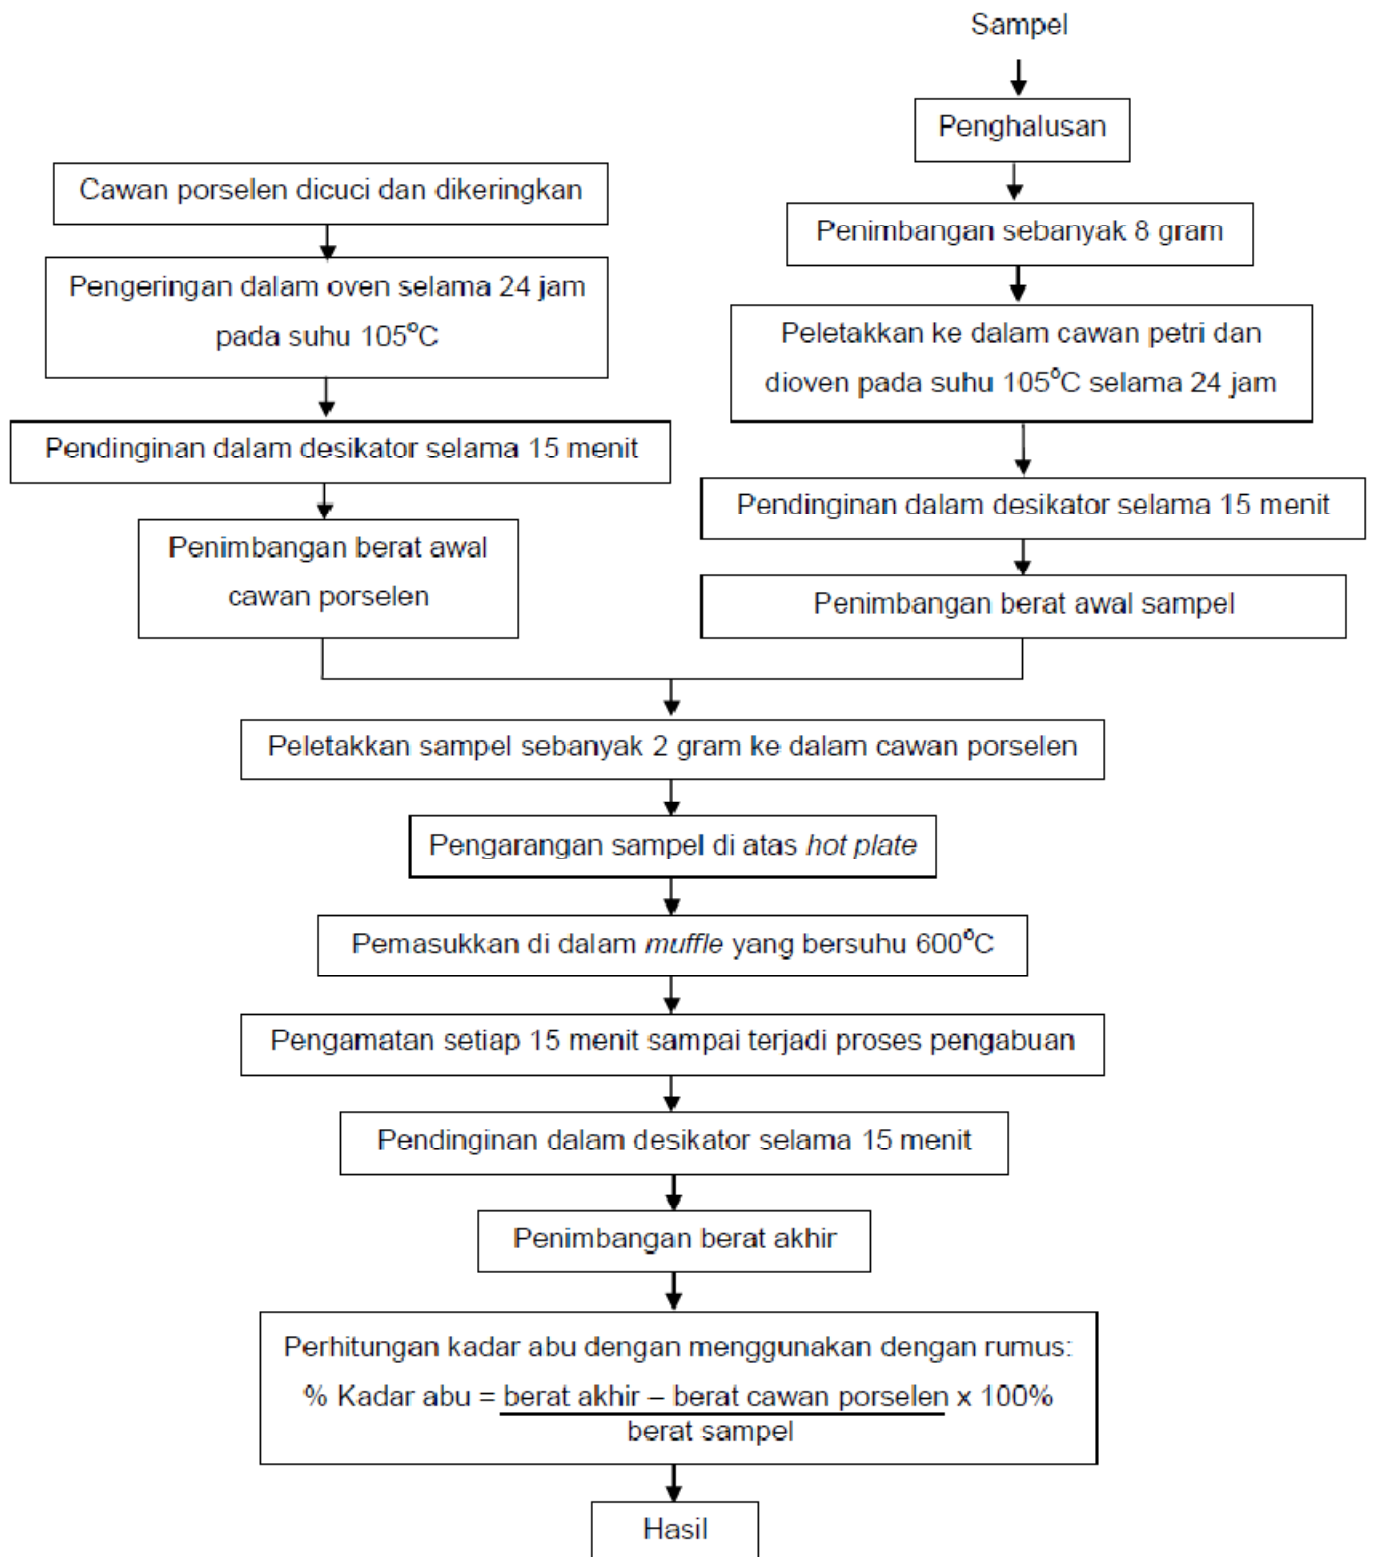 Sampel
Penghalusan
Cawan porselen dicuci dan dikeringkan
Penimbangan sebanyak 8 gram
Pengeringan dalam oven selama 24 jam
pada suhu 105°C
Peletakkan ke dalam cawan petri dan
dioven pada suhu 105°C selama 24 jam
Pendinginan dalam desikator selama 15 menit
Pendinginan dalam desikator selama 15 menit
Penimbangan berat awal
cawan porselen
Penimbangan berat awal sampel
Peletakkan sampel sebanyak 2 gram ke dalam cawan porselen
Pengarangan sampel di atas hot plate
Pemasukkan di dalam muffle yang bersuhu 600°C
Pengamatan setiap 15 menit sampai terjadi proses pengabuan
Pendinginan dalam desikator selama 15 menit
Penimbangan berat akhir
Perhitungan kadar abu dengan menggunakan dengan rumus:
% Kadar abu = berat akhir – berat cawan porselen x 100%
berat sampel
Hasil